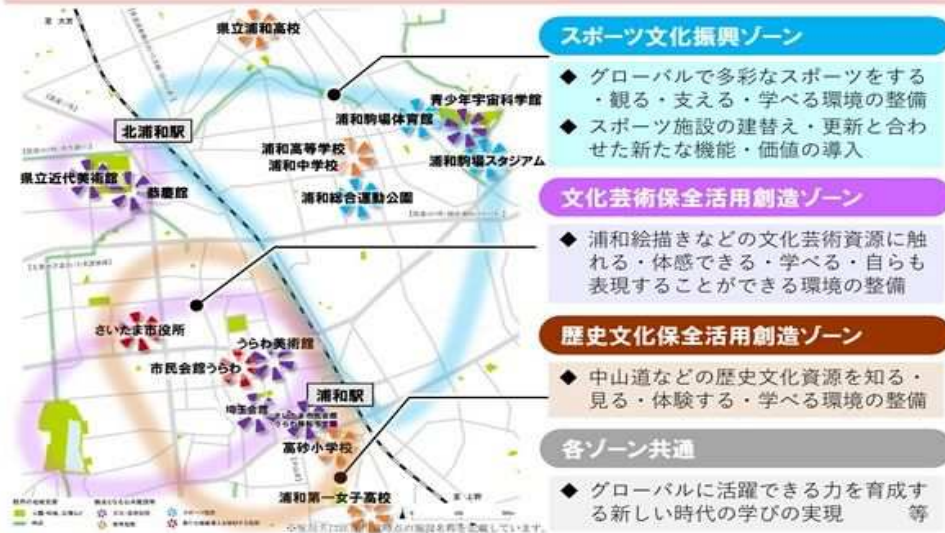 至 大宮
県立浦和高校
北浦和駅
浦和駒場体育館
青少年宇宙科学館
浦和駒場スタジアム
浦和高等学校
浦和中学校
浦和総合運動公園
県立近代美術館
恭慶館
さいたま市役所
うらわ美術館
市民会館うらわ
浦和駅
埼玉会館
高砂小学校
浦和第一女子高校
至 上野
スポーツ文化振興ゾーン
◆ グローバルで多彩なスポーツをする
・観る・支える・学べる環境の整備
◆ スポーツ施設の建替え・更新と合わ
せた新たな機能・価値の導入
文化芸術保全活用創造ゾーン
◆ 浦和絵描きなどの文化芸術資源に触
れる・体感できる・学べる・自らも
表現することができる環境の整備
歴史文化保全活用創造ゾーン
◆ 中山道などの歴史文化資源を知る・
見る・体験する・学べる環境の整備
各ゾーン共通
◆ グローバルに活躍できる力を育成す
る新しい時代の学びの実現 等